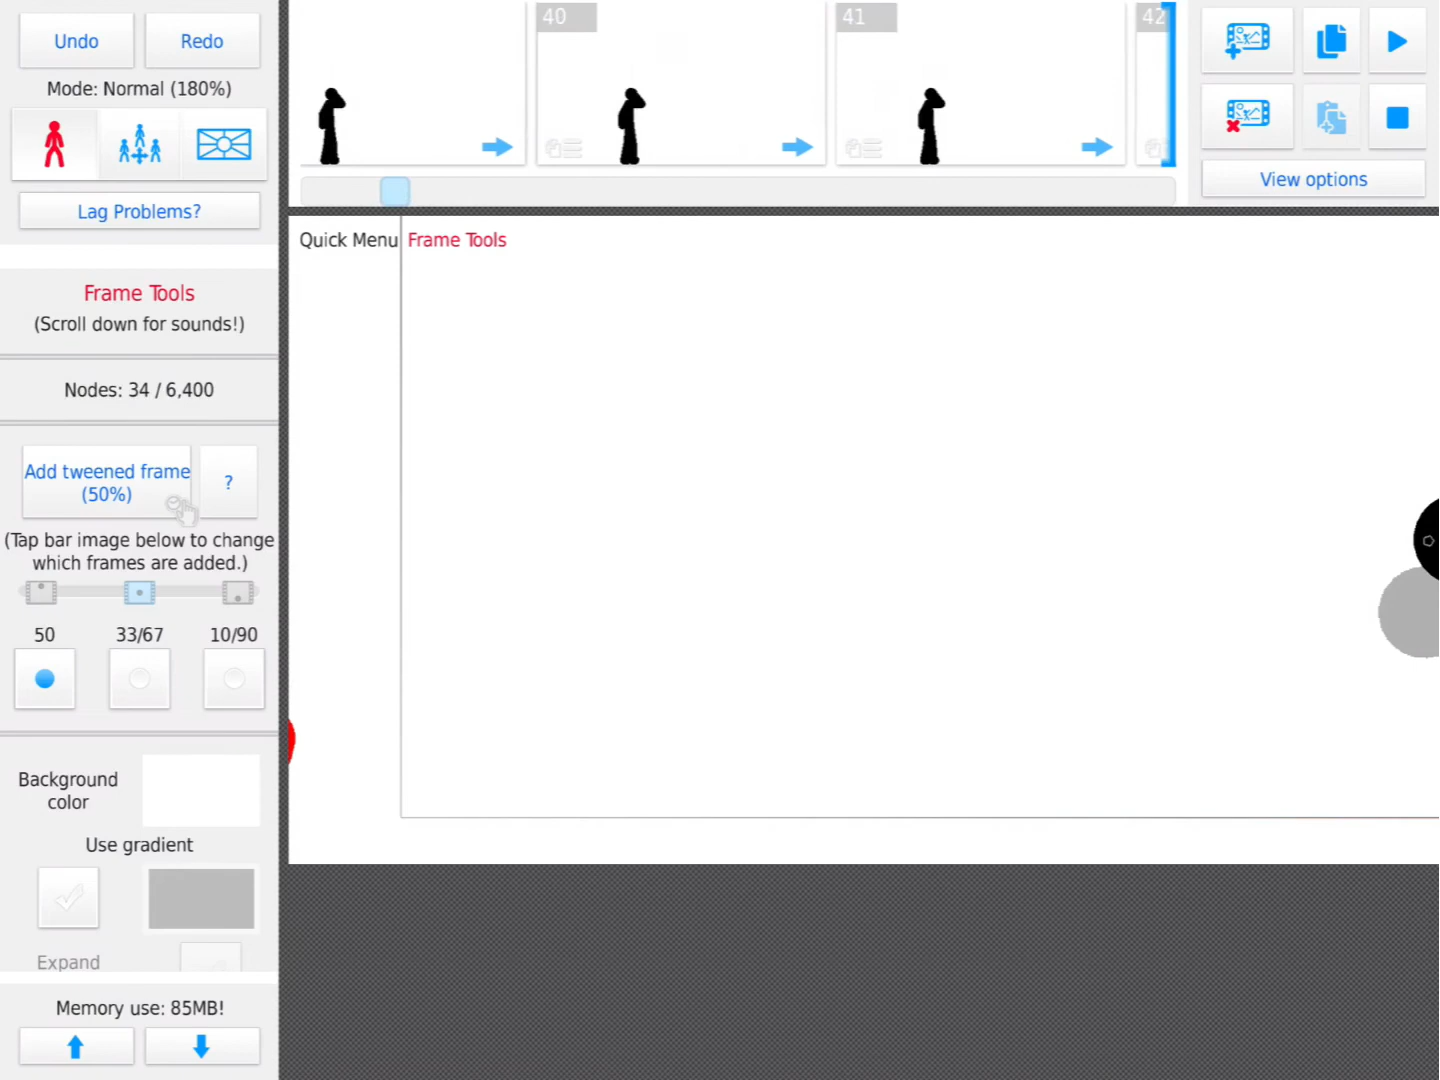 Undo
Redo
Mode: Normal (180%)
Lag Problems?
40
41
42
View options
Quick Menu
Frame Tools
Frame Tools
(Scroll down for sounds!)
Nodes: 34 / 6,400
Add tweened frame
(50%)
?
(Tap bar image below to change
which frames are added.)
50
33/67
10/90
Background
color
Use gradient
Expand
Memory use: 85MB!